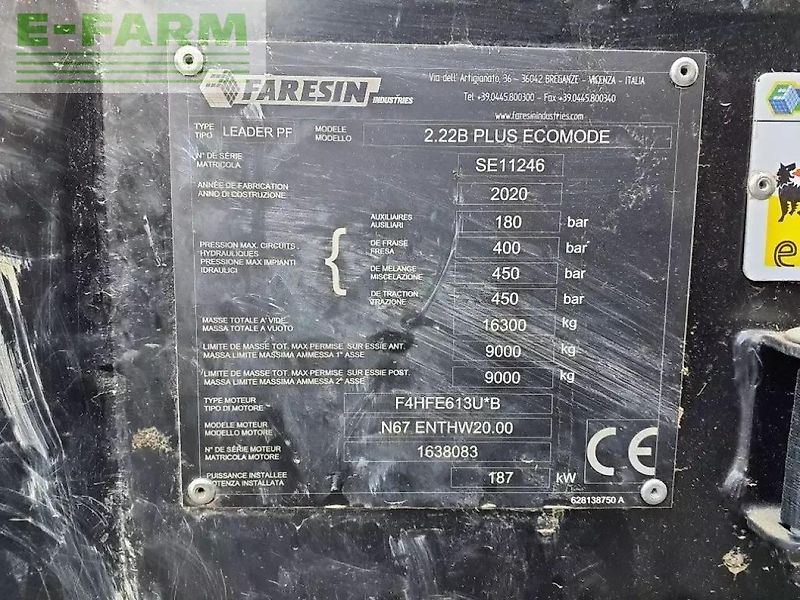 E-FARM
FARESIN INDUSTRIES
Via dell' Artigianato, 36 - 36042 BREGANZE - VICENZA - ITALIA
Tel +39.0445.800300 - Fax +39.0445.800340
www.faresinindustries.com
TYPE
TIPO
LEADER PF
MODELE
MODELLO
2.22B PLUS ECOMODE
N° DE SÉRIE
MATRICOLA
SE11246
ANNÉE DE FABRICATION
ANNO DI COSTRUZIONE
2020
PRESSION MAX. CIRCUITS
HYDRAULIQUES
PRESSIONE MAX IMPIANTI
IDRAULICI
{
AUXILIAIRES
AUSILIARI
180 bar
DE FRAISE
FRESA
400 bar
DE MELANGE
MISCELAZIONE
450 bar
DE TRACTION
TRAZIONE
450 bar
MASSE TOTALE A' VIDE
MASSA TOTALE A VUOTO
16300 kg
LIMITE DE MASSE TOT. MAX PERMISE SUR ESSIE ANT.
MASSA LIMITE MASSIMA AMMESSA 1° ASSE
9000 kg
LIMITE DE MASSE TOT. MAX PERMISE SUR ESSIE POST.
MASSA LIMITE MASSIMA AMMESSA 2° ASSE
9000 kg
TYPE MOTEUR
TIPO DI MOTORE
F4HFE613U*B
MODELE MOTEUR
MODELLO MOTORE
N67 ENTHW20.00
N° DE SÉRIE MOTEUR
MATRICOLA MOTORE
1638083
PUISSANCE INSTALLEE
POTENZA INSTALLATA
187 kW
CE
628138750 A
e